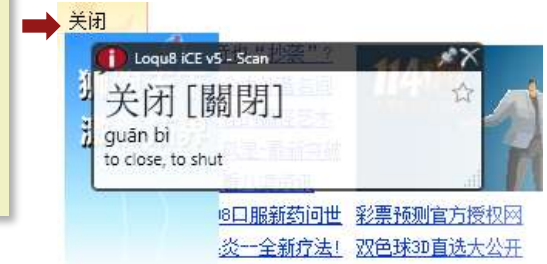 关闭
Loqu8 iCE v5 - Scan
关闭 [關閉]
guān bì
to close, to shut
114
8口服新药问世 彩票预测官方授权网
炎--全新疗法! 双色球3D直选大公开